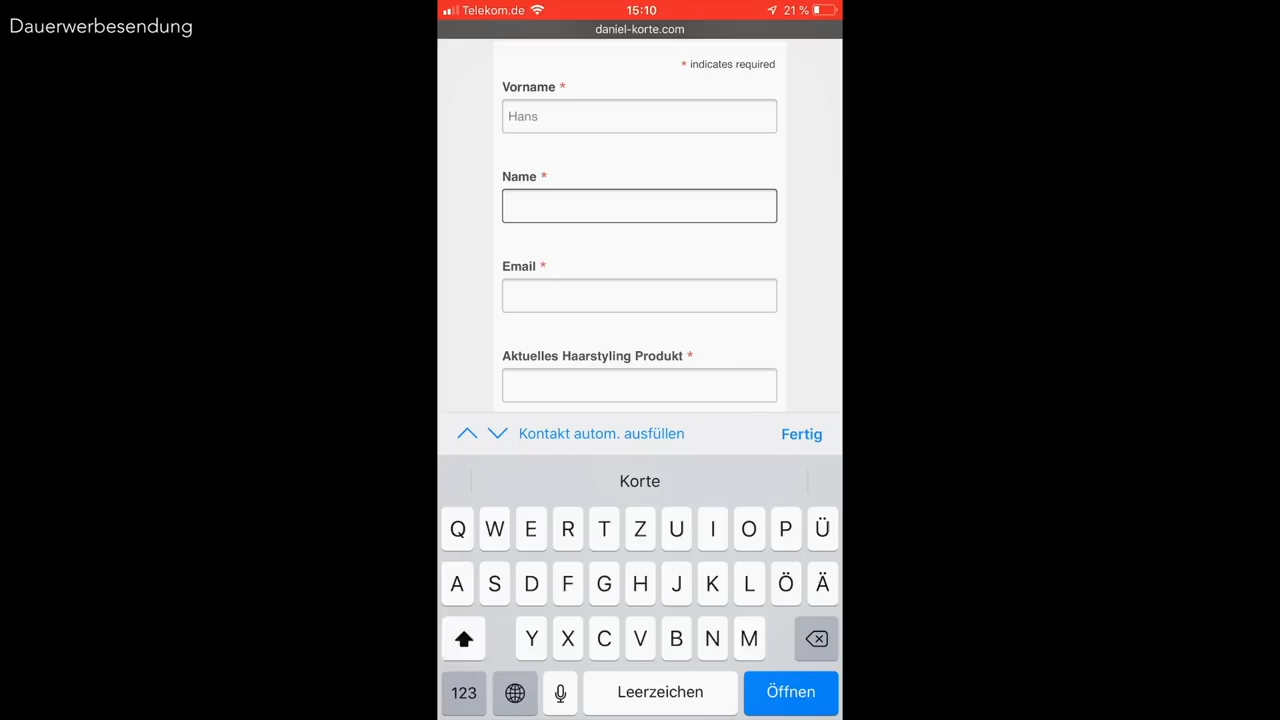 Dauerwerbesendung
Telekom.de 15:10 21 %
daniel-korte.com
* indicates required
Vorname *
Hans
Name *
Email *
Aktuelles Haarstyling Produkt *
Kontakt autom. ausfüllen Fertig
Korte
Q W E R T Z U I O P Ü
A S D F G H J K L Ö Ä
Y X C V B N M
123 Leerzeichen Öffnen